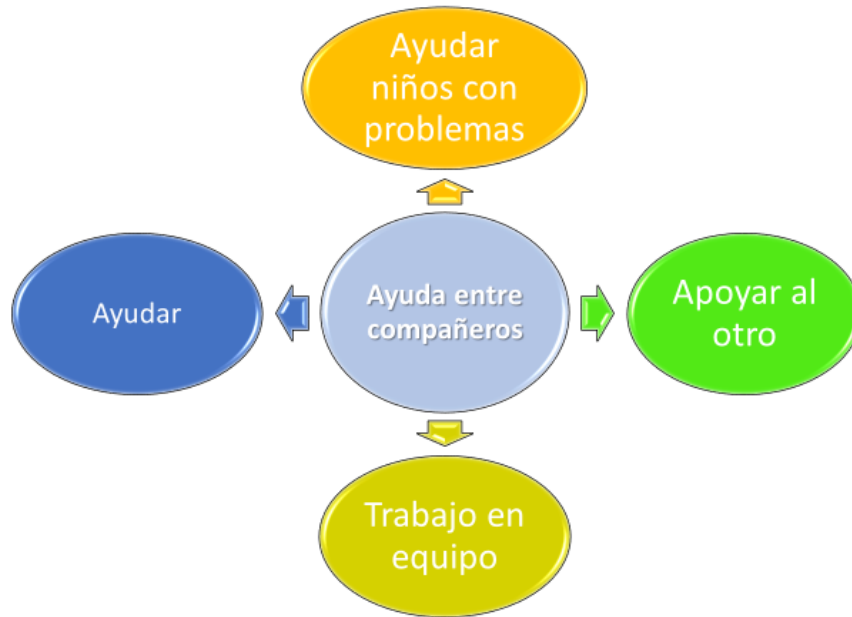 Ayudar
niños con
problemas
Ayudar
Ayuda entre
compañeros
Apoyar al
otro
Trabajo en
equipo